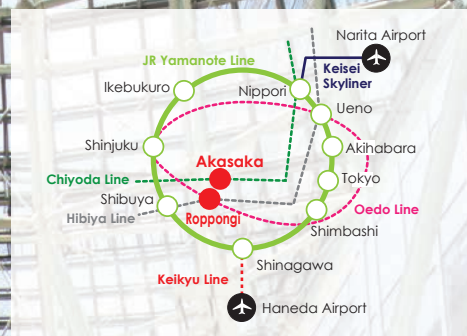 Narita Airport
JR Yamanote Line
Keisei
Skyliner
Ikebukuro
Nippori
Ueno
Shinjuku
Akihabara
Akasaka
Chiyoda Line
Tokyo
Shibuya
Oedo Line
Hibiya Line
Roppongi
Shimbashi
Shinagawa
Keikyu Line
Haneda Airport